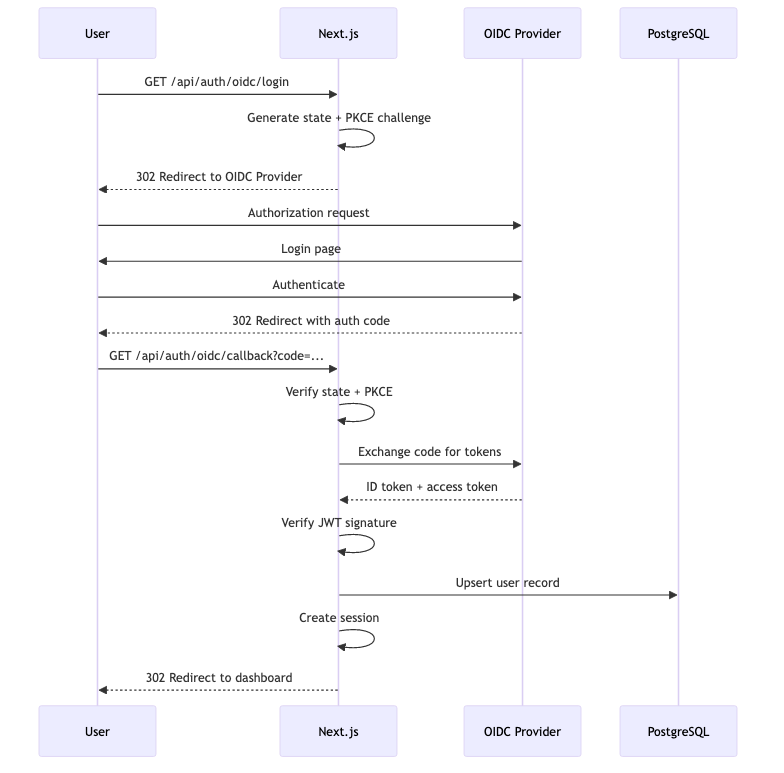 User
Next.js
OIDC Provider
PostgreSQL
GET /api/auth/oidc/login
Generate state + PKCE challenge
302 Redirect to OIDC Provider
Authorization request
Login page
Authenticate
302 Redirect with auth code
GET /api/auth/oidc/callback?code=...
Verify state + PKCE
Exchange code for tokens
ID token + access token
Verify JWT signature
Upsert user record
Create session
302 Redirect to dashboard
User
Next.js
OIDC Provider
PostgreSQL